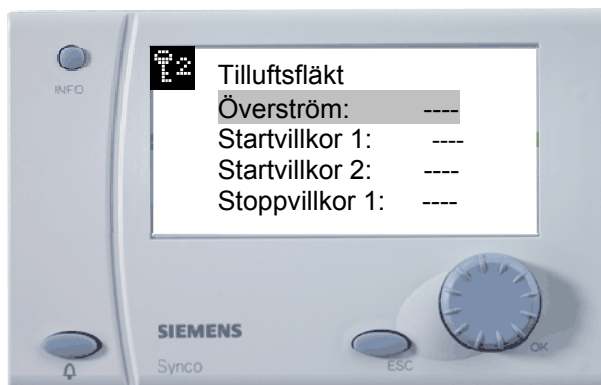 INFO
2
Tilluftsfläkt
Överström: ----
Startvillkor 1: ----
Startvillkor 2: ----
Stoppvillkor 1: ----
SIEMENS
Synco
ESC
OK